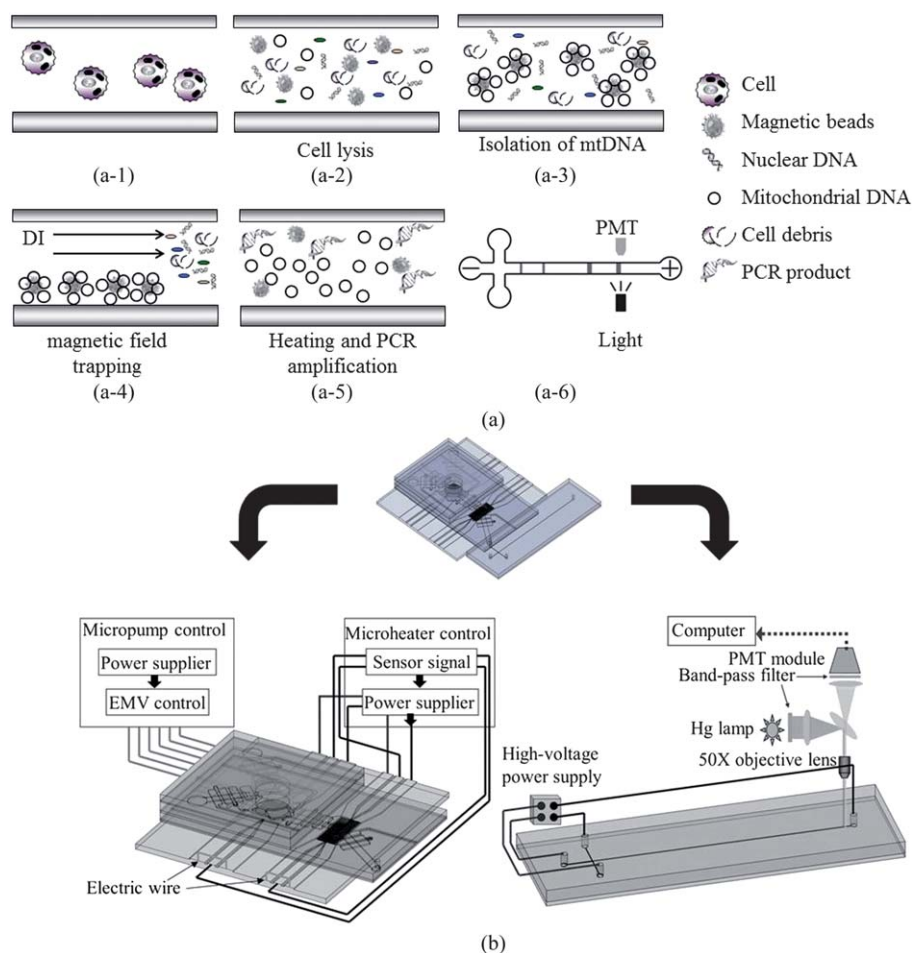 Cell
Magnetic beads
Nuclear DNA
Mitochondrial DNA
Cell debris
PCR product
(a-1)
Cell lysis
(a-2)
Isolation of mtDNA
(a-3)
DI
magnetic field
trapping
(a-4)
Heating and PCR
amplification
(a-5)
PMT
Light
(a-6)
(a)
Micropump control
Power supplier
EMV control
Microheater control
Sensor signal
Power supplier
Electric wire
Computer
PMT module
Band-pass filter
Hg lamp
50X objective lens
High-voltage
power supply
(b)